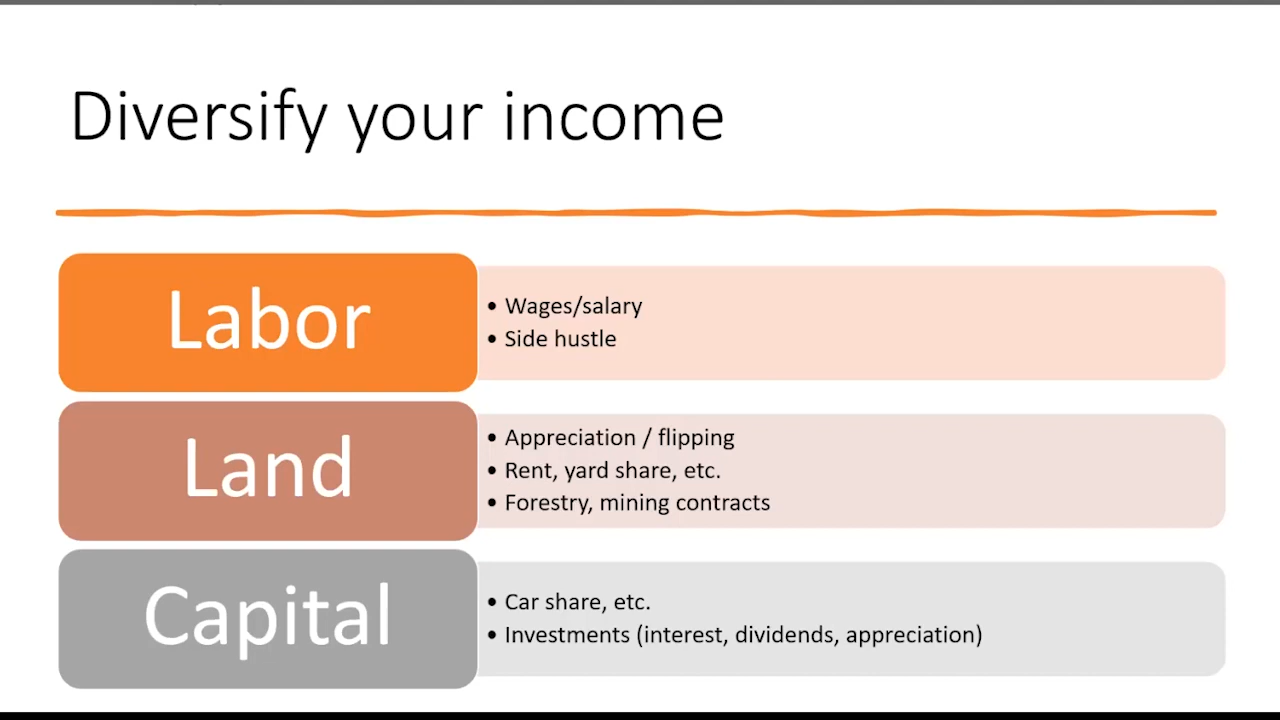 Diversify your income
Labor
• Wages/salary
• Side hustle
Land
• Appreciation / flipping
• Rent, yard share, etc.
• Forestry, mining contracts
Capital
• Car share, etc.
• Investments (interest, dividends, appreciation)